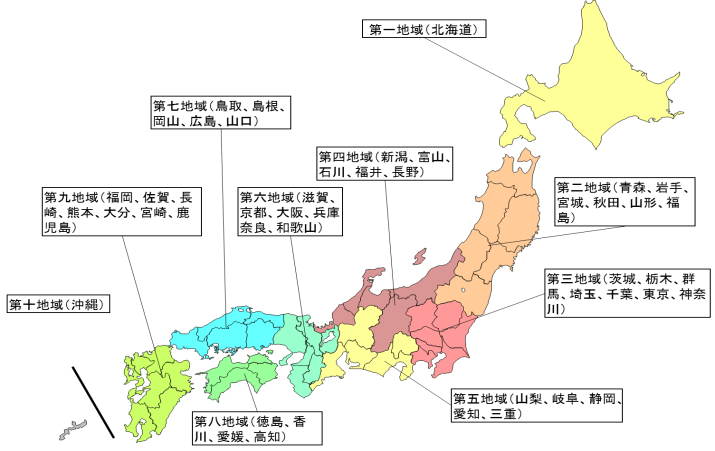 第一地域(北海道)
第七地域(鳥取、島根、
岡山、広島、山口)
第四地域(新潟、富山、
石川、福井、長野)
第二地域(青森、岩手、
宮城、秋田、山形、福
島)
第九地域(福岡、佐賀、長
崎、熊本、大分、宮崎、鹿
児島)
第六地域(滋賀、
京都、大阪、兵庫
奈良、和歌山)
第三地域(茨城、栃木、群
馬、埼玉、千葉、東京、神奈
川)
第十地域(沖縄)
第五地域(山梨、岐阜、静岡、
愛知、三重)
第八地域(徳島、香
川、愛媛、高知)